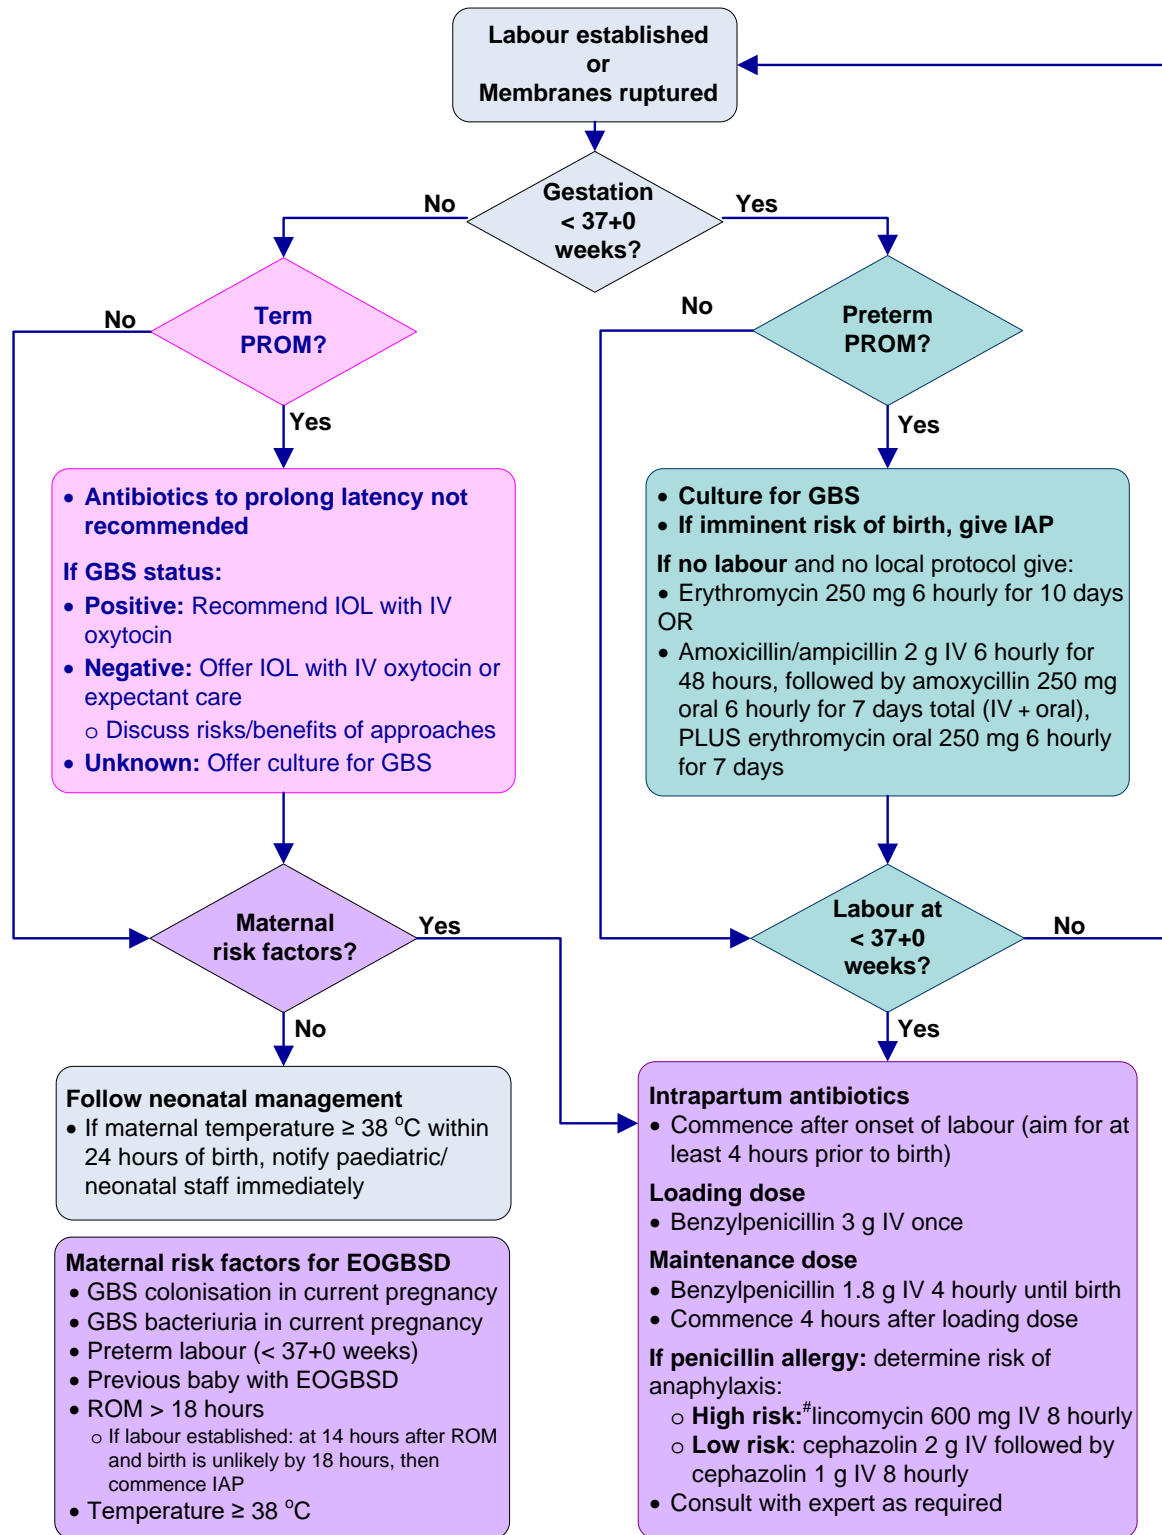 Labour established
or
Membranes ruptured
Gestation
< 37+0
weeks?
No
Yes
Term
PROM?
No
Yes
Preterm
PROM?
No
Yes
• Antibiotics to prolong latency not
recommended
If GBS status:
• Positive: Recommend IOL with IV
oxytocin
• Negative: Offer IOL with IV oxytocin or
expectant care
o Discuss risks/benefits of approaches
• Unknown: Offer culture for GBS
• Culture for GBS
• If imminent risk of birth, give IAP
If no labour and no local protocol give:
• Erythromycin 250 mg 6 hourly for 10 days
OR
• Amoxicillin/ampicillin 2 g IV 6 hourly for
48 hours, followed by amoxycillin 250 mg
oral 6 hourly for 7 days total (IV + oral),
PLUS erythromycin oral 250 mg 6 hourly
for 7 days
Maternal
risk factors?
Yes
No
Labour at
< 37+0
weeks?
No
Yes
Follow neonatal management
• If maternal temperature ≥ 38 °C within
24 hours of birth, notify paediatric/
neonatal staff immediately
Maternal risk factors for EOGBSD
• GBS colonisation in current pregnancy
• GBS bacteriuria in current pregnancy
• Preterm labour (< 37+0 weeks)
• Previous baby with EOGBSD
• ROM > 18 hours
o If labour established: at 14 hours after ROM
and birth is unlikely by 18 hours, then
commence IAP
• Temperature ≥ 38 °C
Intrapartum antibiotics
• Commence after onset of labour (aim for at
least 4 hours prior to birth)
Loading dose
• Benzylpenicillin 3 g IV once
Maintenance dose
• Benzylpenicillin 1.8 g IV 4 hourly until birth
• Commence 4 hours after loading dose
If penicillin allergy: determine risk of
anaphylaxis:
o High risk:#lincomycin 600 mg IV 8 hourly
o Low risk: cephazolin 2 g IV followed by
cephazolin 1 g IV 8 hourly
• Consult with expert as required